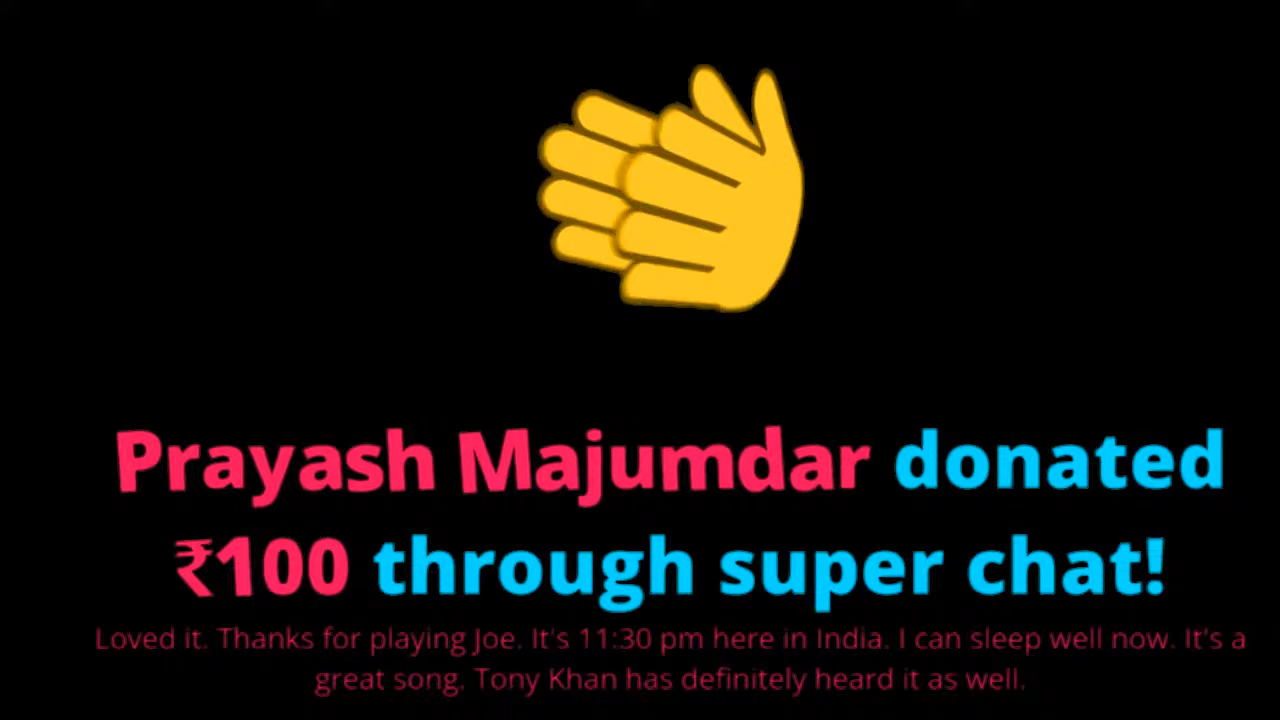 Prayash Majumdar donated
₹100 through super chat!
Loved it. Thanks for playing Joe. It's 11:30 pm here in India. I can sleep well now. It's a
great song. Tony Khan has definitely heard it as well.